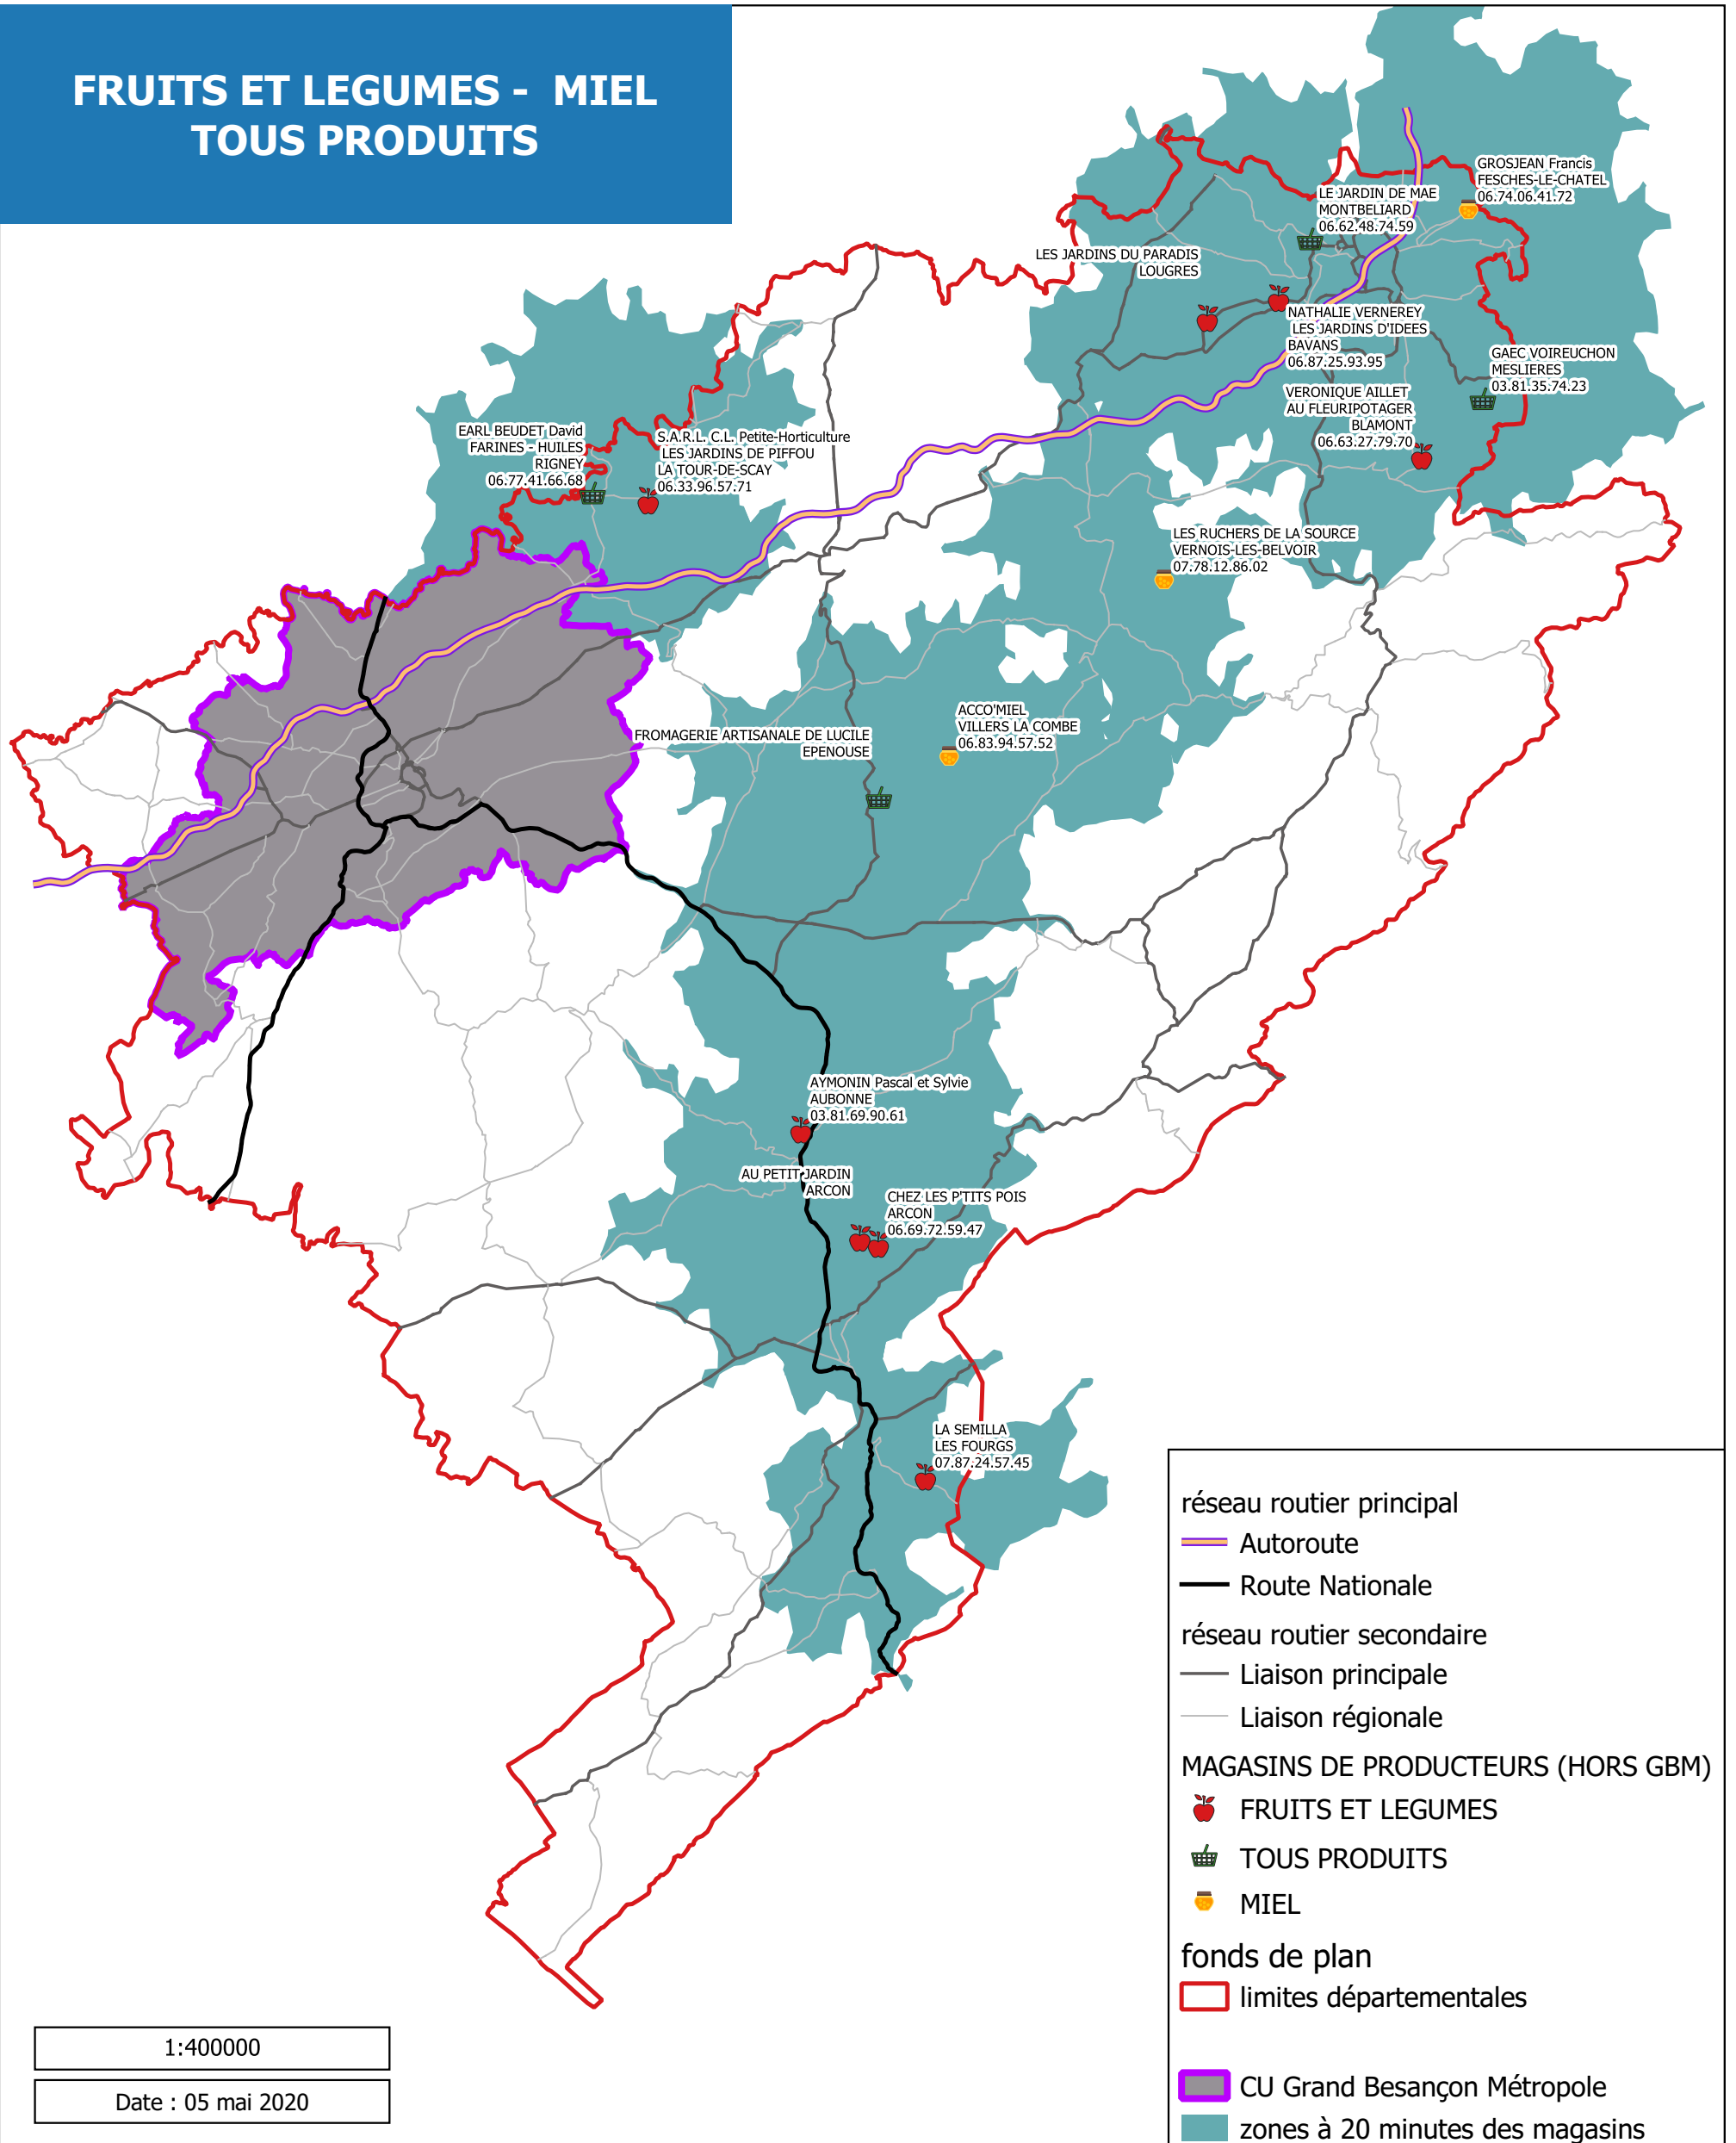 FRUITS ET LEGUMES - MIEL
TOUS PRODUITS
GROSJEAN Francis
FESCHES-LE-CHATEL
06.74.06.41.72
LE JARDIN DE MAE
MONTBELIARD
06.62.48.74.59
LES JARDINS DU PARADIS
LOUGRES
NATHALIE VERNEREY
LES JARDINS D'IDEES
BAVANS
06.87.25.93.95
GAEC VOIREUCHON
MESLIERES
03.81.35.74.23
VERONIQUE AILLET
AU FLEURIPOTAGER
BLAMONT
06.63.27.79.70
EARL BEUDET David
FARINES - HUILES
RIGNEY
06.77.41.66.68
S.A.R.L. C.L. Petite-Horticulture
LES JARDINS DE PIFFOU
LA TOUR-DE-SCAY
06.33.96.57.71
LES RUCHERS DE LA SOURCE
VERNOIS-LES-BELVOIR
07.78.12.86.02
ACCO'MIEL
VILLERS LA COMBE
06.83.94.57.52
FROMAGERIE ARTISANALE DE LUCILE
EPENOUSE
AYMONIN Pascal et Sylvie
AUBONNE
03.81.69.90.61
AU PETIT JARDIN
ARCON
CHEZ LES P'TITS POIS
ARCON
06.69.72.59.47
LA SEMILLA
LES FOURGS
07.87.24.57.45
réseau routier principal
Autoroute
Route Nationale
réseau routier secondaire
Liaison principale
Liaison régionale
MAGASINS DE PRODUCTEURS (HORS GBM)
FRUITS ET LEGUMES
TOUS PRODUITS
MIEL
fonds de plan
limites départementales
CU Grand Besançon Métropole
zones à 20 minutes des magasins
1:400000
Date : 05 mai 2020